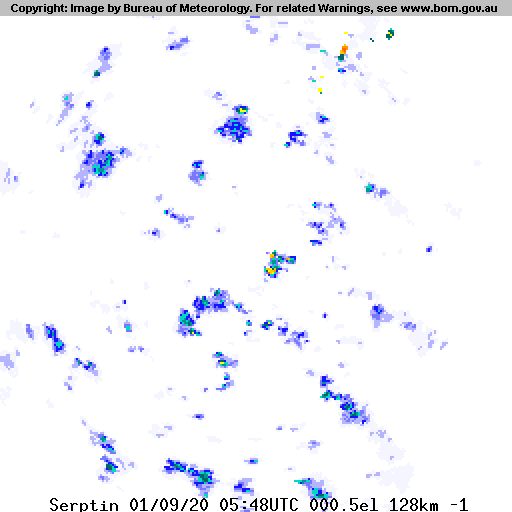 Copyright: Image by Bureau of Meteorology. For related Warnings, see www.bom.gov.au
Serptin 01/09/20 05:48UTC 000.5el 128km -1